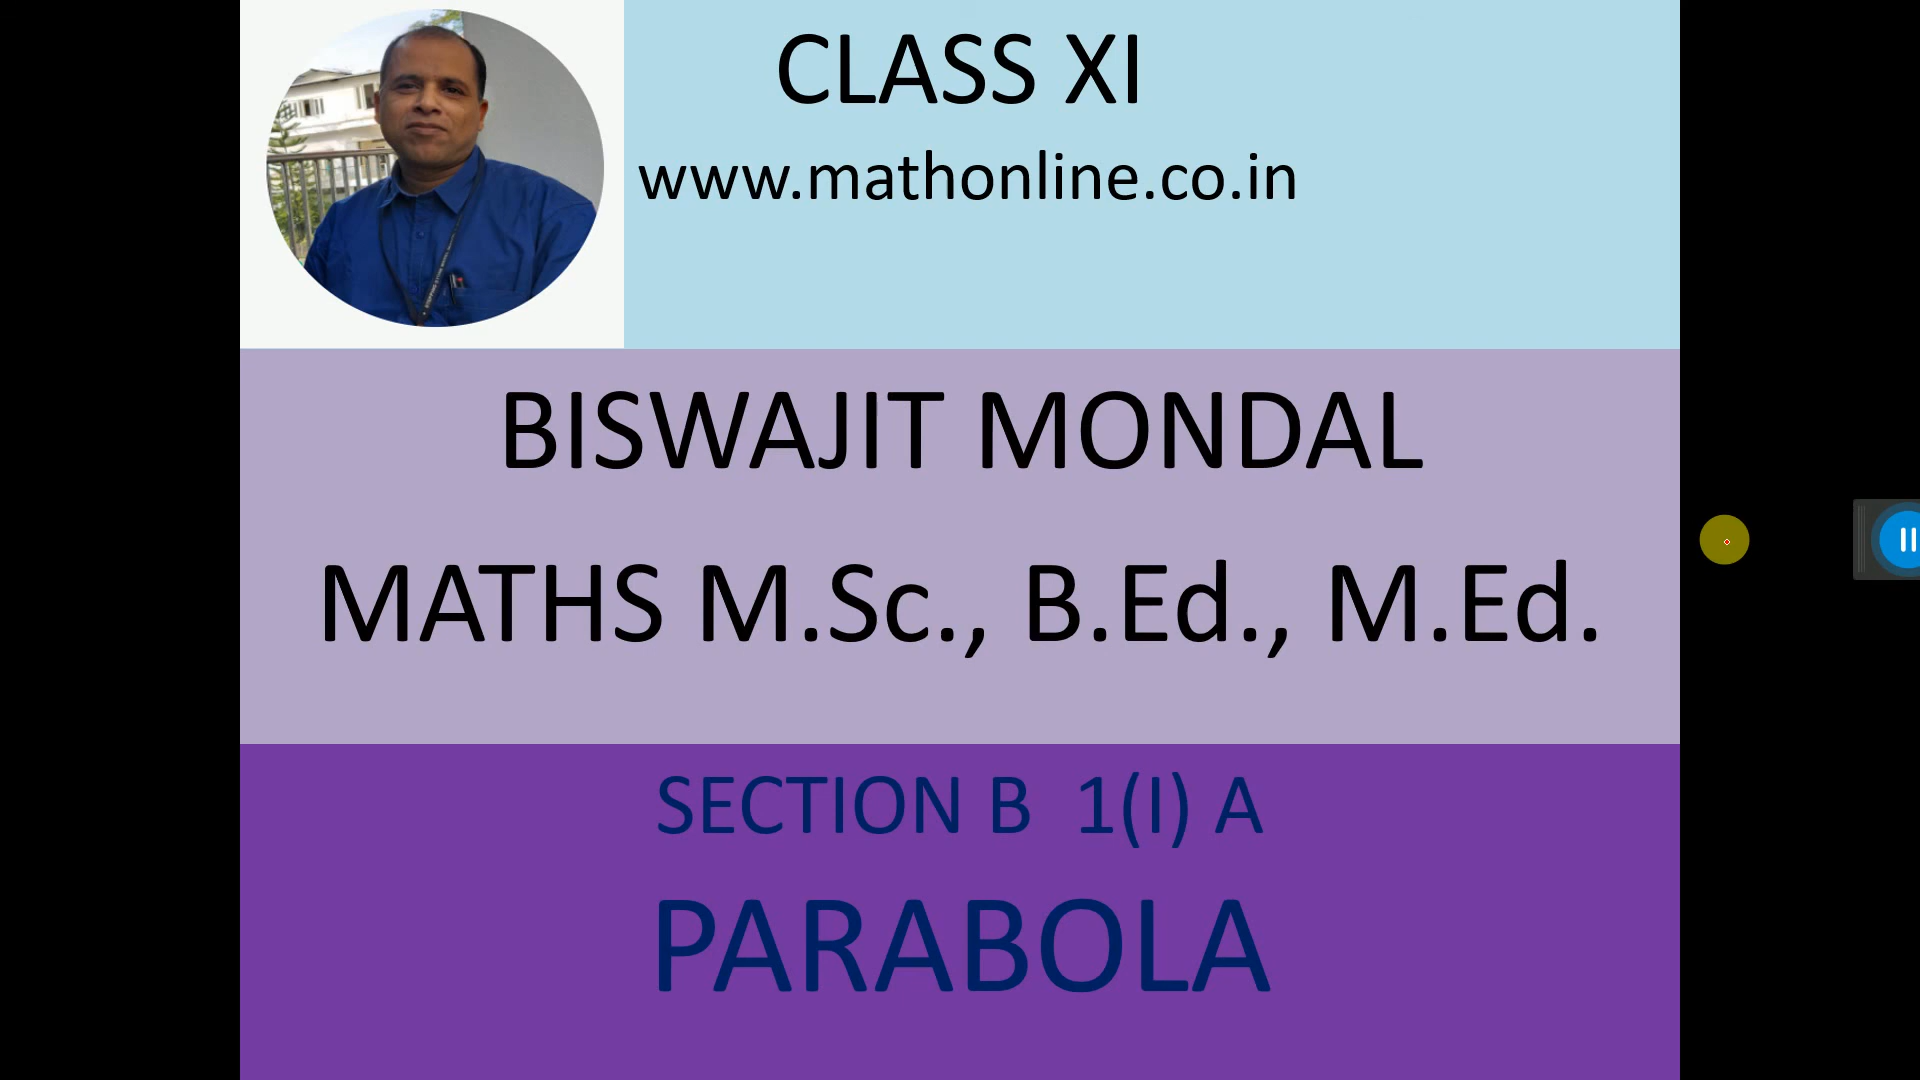 CLASS XI
www.mathonline.co.in
BISWAJIT MONDAL
MATHS M.Sc., B.Ed., M.Ed.
SECTION B 1(I) A
PARABOLA